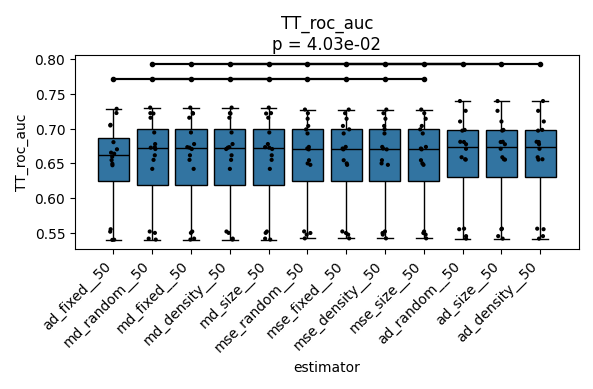 TT_roc_auc
p = 4.03e-02
TT_roc_auc
0.80
0.75
0.70
0.65
0.60
0.55
ad_fixed__50
md_random__50
md_fixed__50
md_density__50
md_size__50
mse_random__50
mse_fixed__50
mse_density__50
mse_size__50
ad_random__50
ad_size__50
ad_density__50
estimator